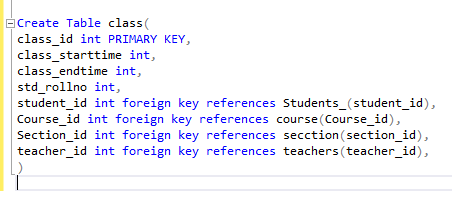 Create Table class(
class_id int PRIMARY KEY,
class_starttime int,
class_endtime int,
std_rollno int,
student_id int foreign key references Students_(student_id),
Course_id int foreign key references course(Course_id),
Section_id int foreign key references secction(section_id),
teacher_id int foreign key references teachers(teacher_id),
)